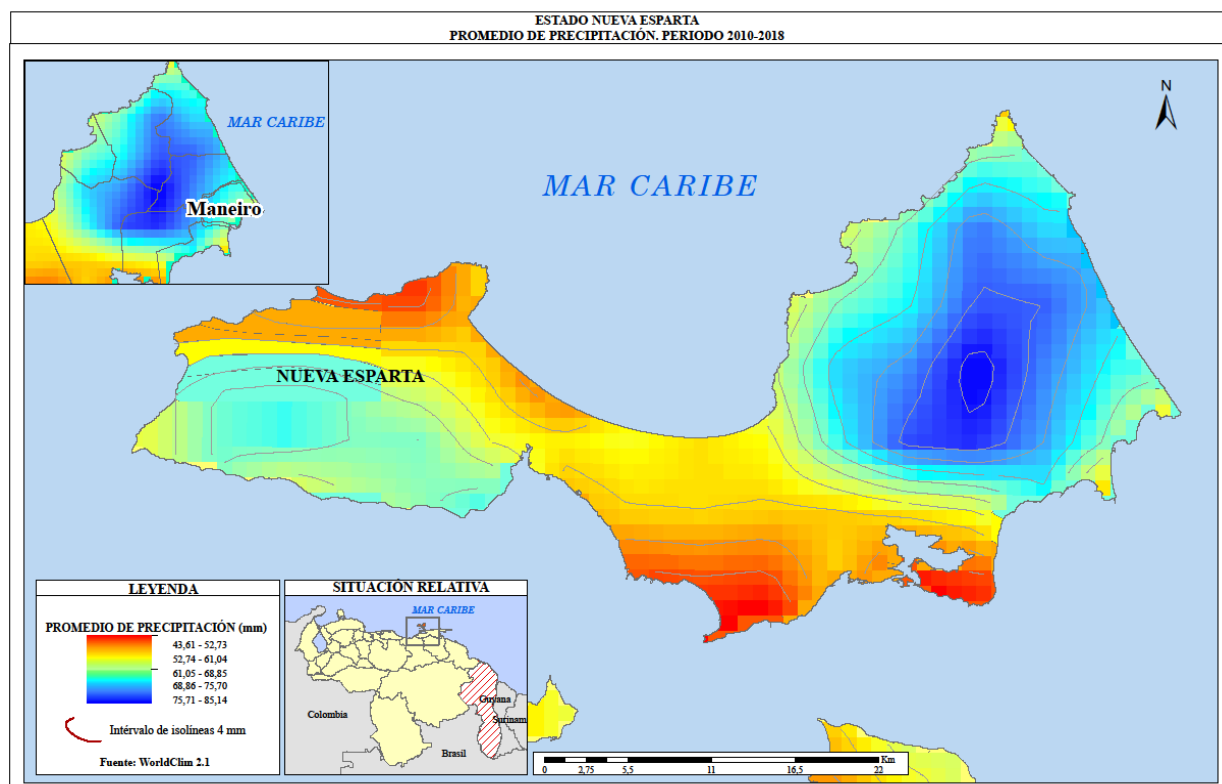 ESTADO NUEVA ESPARTA
PROMEDIO DE PRECIPITACIÓN. PERIODO 2010-2018
MAR CARIBE
Maneiro
N
MAR CARIBE
NUEVA ESPARTA
LEYENDA
PROMEDIO DE PRECIPITACIÓN (mm)
43,61 - 52,73
52,74 - 61,04
61,05 - 68,85
68,86 - 75,70
75,71 - 85,14
Intérvalo de isolíneas 4 mm
Fuente: WorldClim 2.1
SITUACIÓN RELATIVA
MAR CARIBE
Guyana
Surinam
Colombia
Brasil
Km
0 2,75 5,5 11 16,5 22